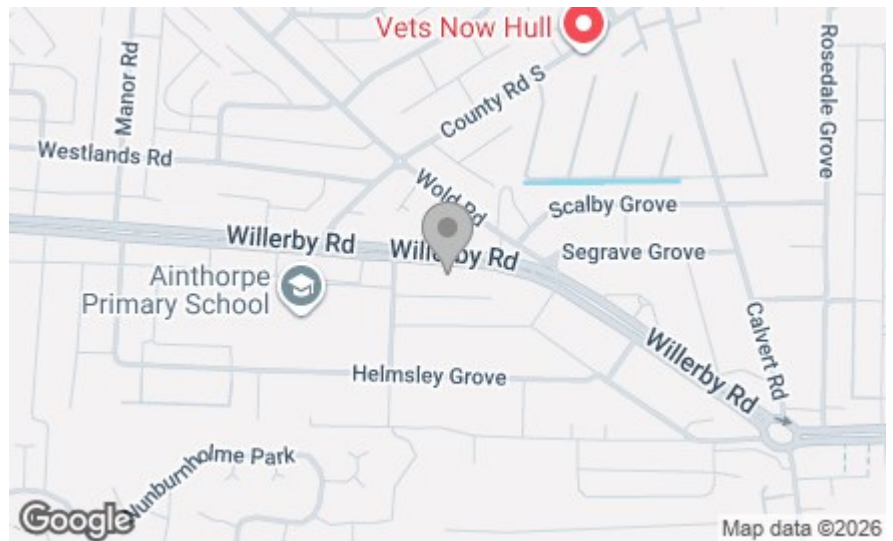 Vets Now Hull
Manor Rd
County Rd S
Rosedale Grove
Westlands Rd
Wold Rd
Scalby Grove
Willerby Rd
Willerby Rd
Segrave Grove
Ainthorpe
Primary School
Willerby Rd
Calvert Rd
Helmsley Grove
Nunburnholme Park
Google
Map data ©2026